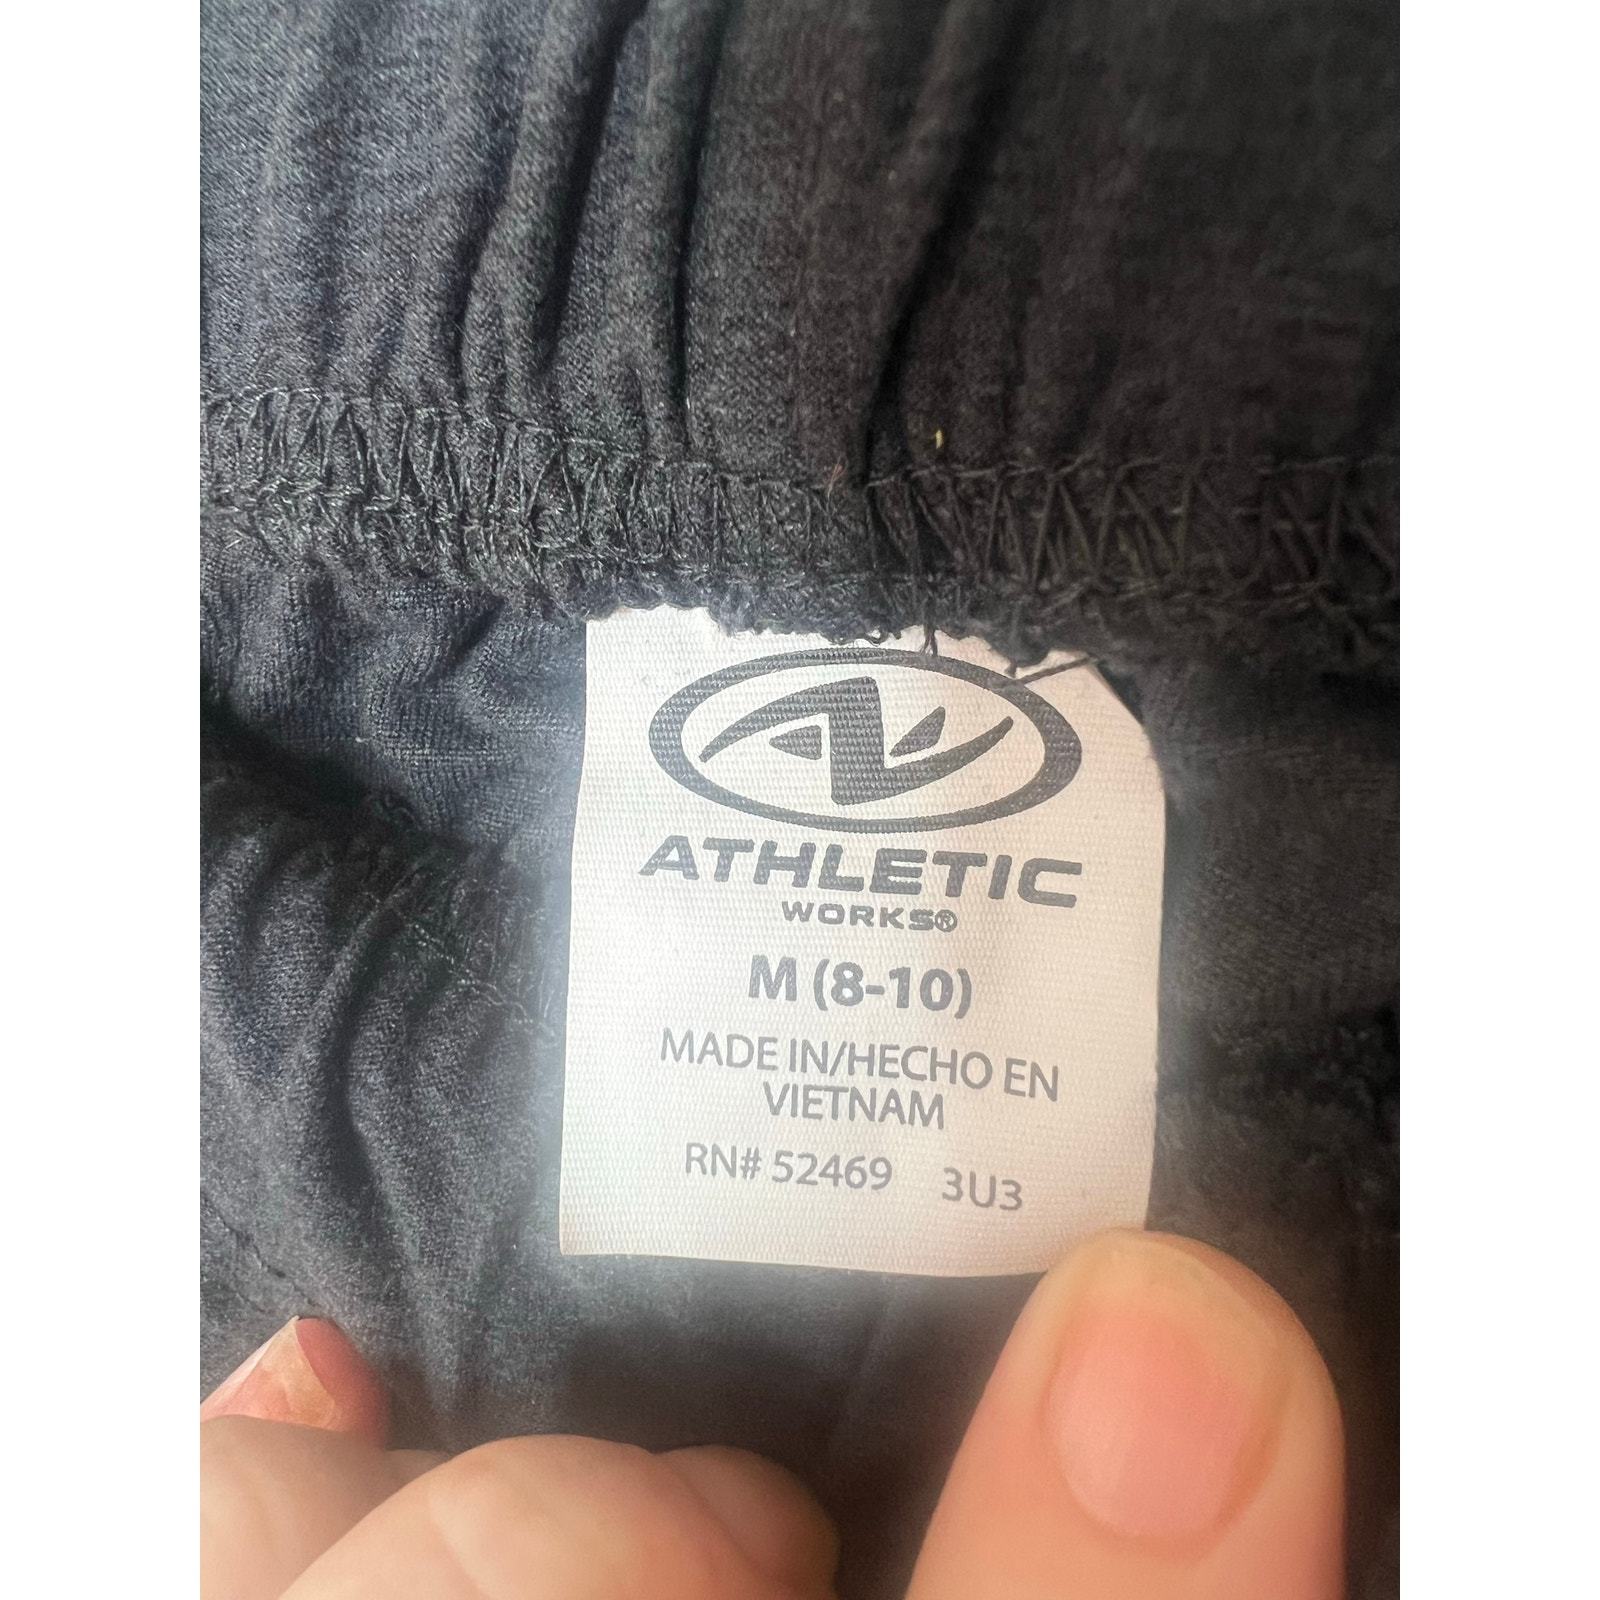 ATHLETIC
WORKS®
M (8-10)
MADE IN/HECHO EN
VIETNAM
RN# 52469 3U3